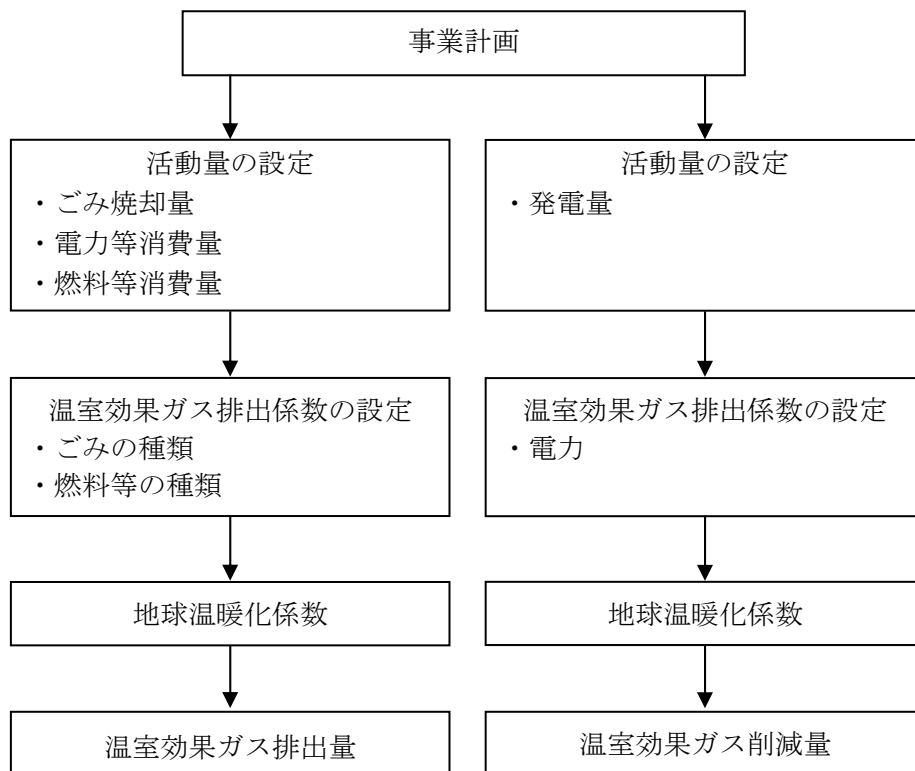 事業計画
活動量の設定
・ごみ焼却量
・電力等消費量
・燃料等消費量
活動量の設定
・発電量
温室効果ガス排出係数の設定
・ごみの種類
・燃料等の種類
温室効果ガス排出係数の設定
・電力
地球温暖化係数
地球温暖化係数
温室効果ガス排出量
温室効果ガス削減量